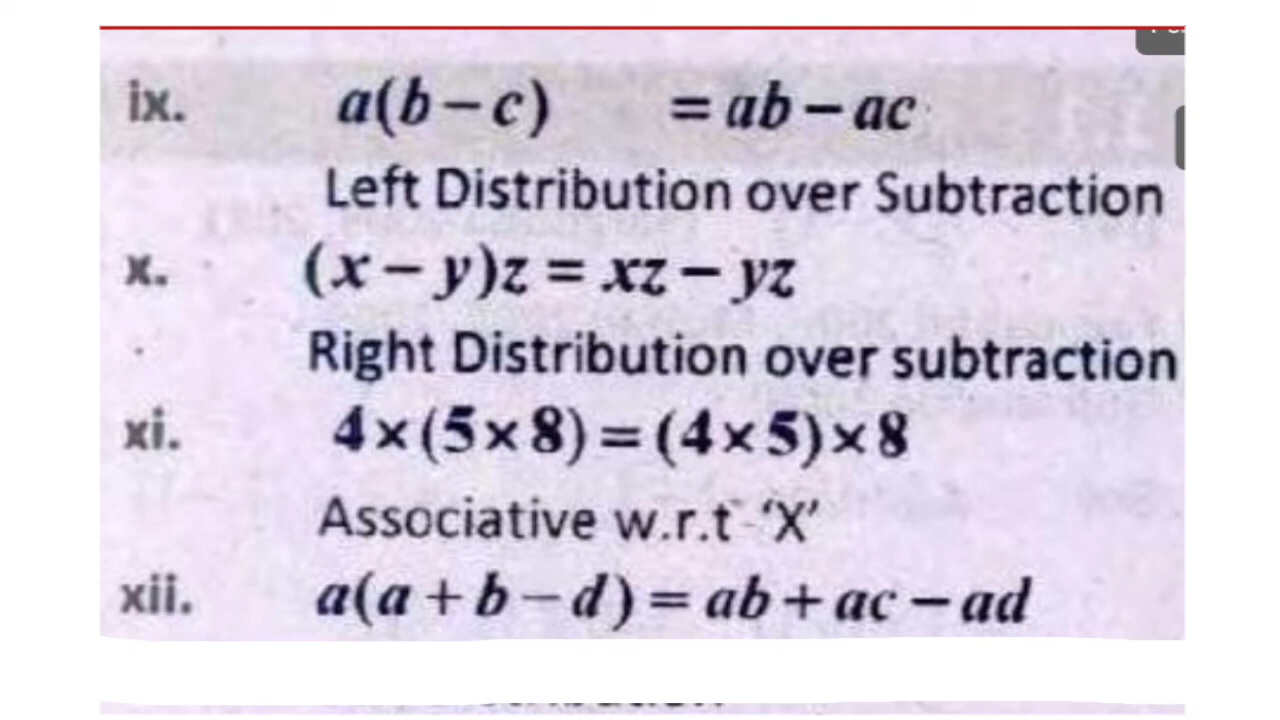 ix. a(b−c) = ab−ac
Left Distribution over Subtraction
x. (x−y)z = xz−yz
Right Distribution over subtraction
xi. 4×(5×8)=(4×5)×8
Associative w.r.t 'X'
xii. a(a+b−d)=ab+ac−ad